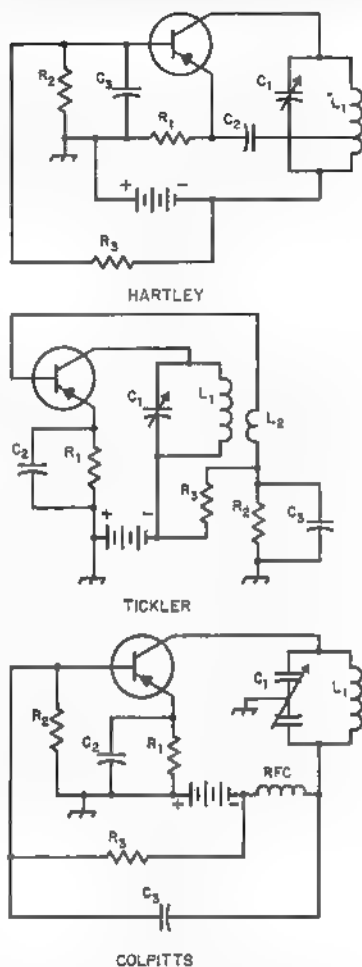 R2
C3
R1
C2
C1
L1
+
-
R3
HARTLEY
C1
L1
L2
C2
R1
R3
R2
C3
+
-
TICKLER
C1
L1
R2
C2
R1
RFC
+
-
R3
C3
COLPITTS